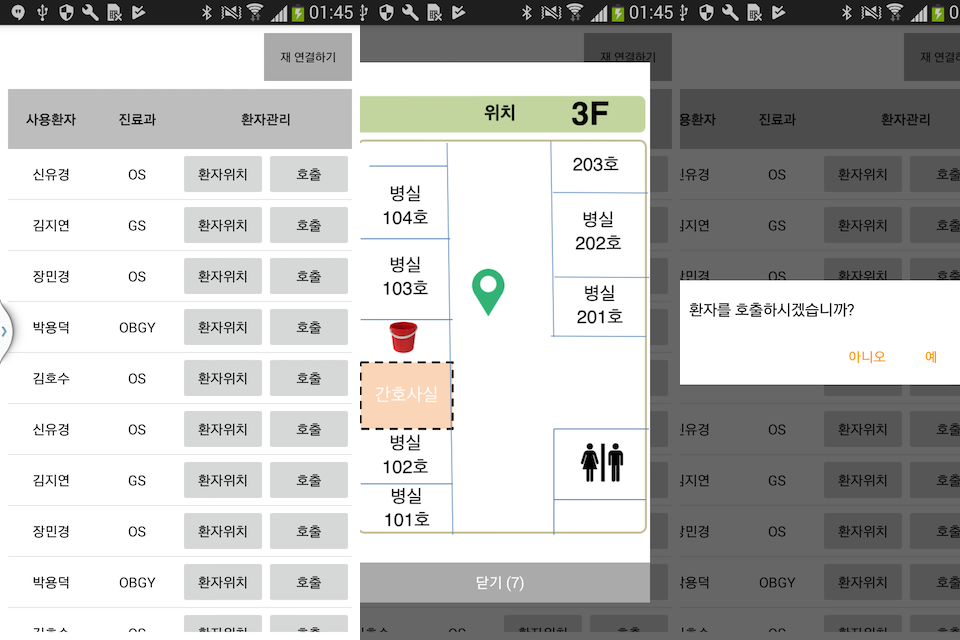 01:45
재 연결하기
사용환자 진료과 환자관리
신유경 OS 환자위치 호출
김지연 GS 환자위치 호출
장민경 OS 환자위치 호출
박용덕 OBGY 환자위치 호출
김호수 OS 환자위치 호출
신유경 OS 환자위치 호출
김지연 GS 환자위치 호출
장민경 OS 환자위치 호출
박용덕 OBGY 환자위치 호출
01:45
재 연결하기
위치 3F
병실
104호
병실
103호
간호사실
병실
102호
병실
101호
203호
병실
202호
병실
201호
닫기 (7)
재 연결
용환자 진료과 환자관리
신유경 OS 환자위치 호출
김지연 GS 환자위치 호출
장민경 OS 환자위치 호출
환자를 호출하시겠습니까?
아니오 예
신유경 OS 환자위치 호출
김지연 GS 환자위치 호출
장민경 OS 환자위치 호출
박용덕 OBGY 환자위치 호출